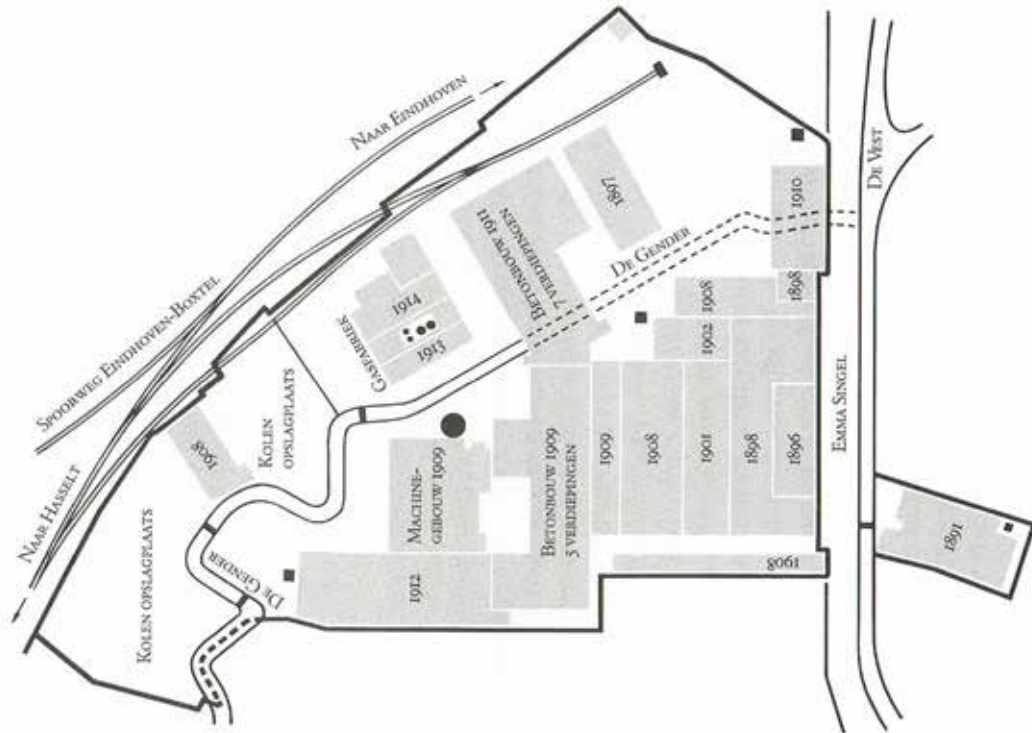 Naar Eindhoven
Spoorweg Eindhoven-Boxtel
Naar Hasselt
Kolen opslagplaats
1908
Kolen
opslagplaats
Gasfabriek
1914
1913
Betonbouw 1911
7 verdiepingen
1897
De Gender
1910
1898
1908
1902
De Vest
Emma Singel
De Gender
1912
Machine-
gebouw 1909
Betonbouw 1909
5 verdiepingen
1909
1908
1901
1898
1896
1908
1891